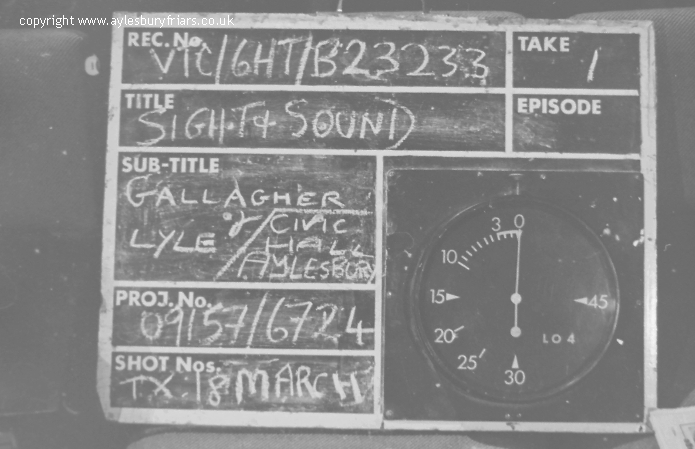 www.aylesburyfriars.co.uk
copyright
REC. No.
VTC/6HT/B23233
TAKE
1
TITLE
SIGHT & SOUND
EPISODE
SUB-TITLE
GALLAGHER
& LYLE / CIVIC
HALL
AYLESBURY
3 0
10
15
45
20
25
30
LO4
PROJ. No.
09157/6724
SHOT Nos.
TX. 18 MARCH